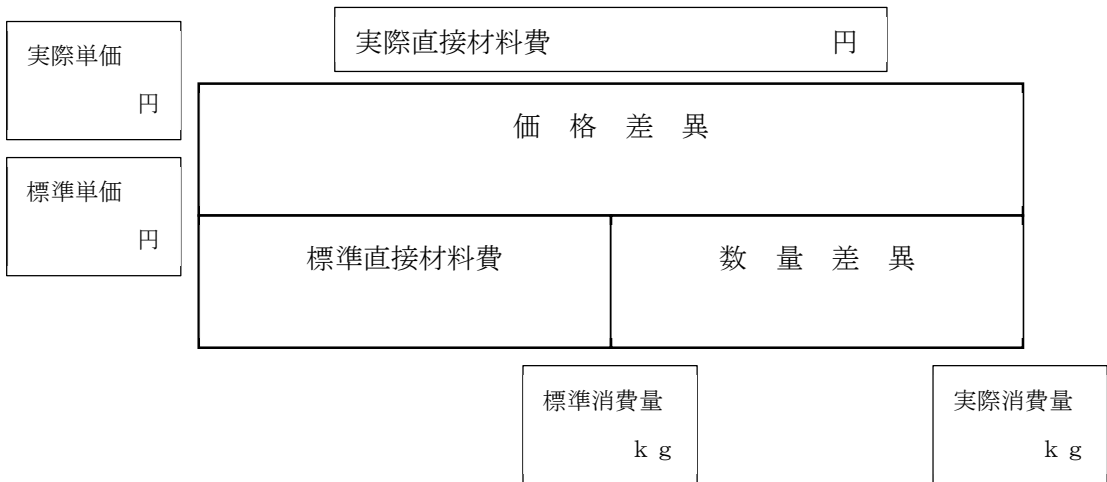 実際直接材料費 円
実際単価
円
価 格 差 異
標準単価
円
標準直接材料費
数 量 差 異
標準消費量
ｋｇ
実際消費量
ｋｇ